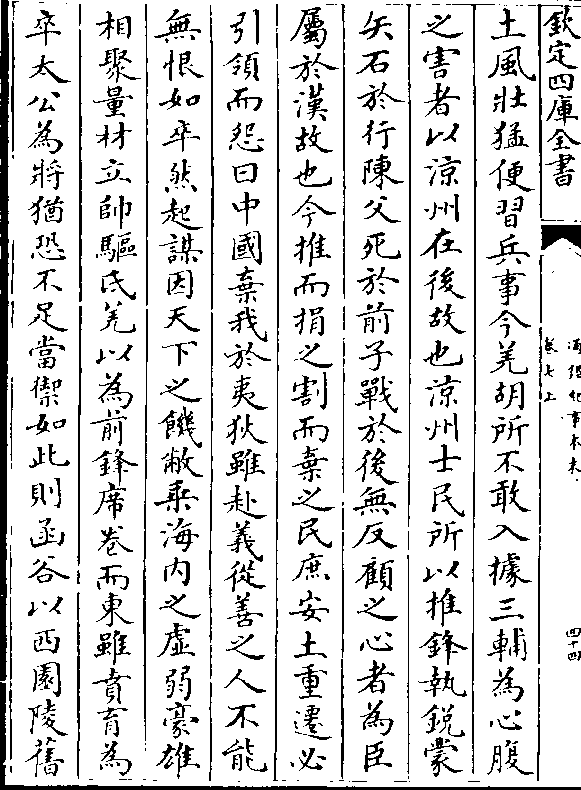 欽定四庫全書
通鑑紀事本末
卷七上
四十四
土風壯猛便習兵事今羌胡所不敢入據三輔為心腹
之害者以涼州在後故也涼州士民所以推鋒執銳蒙
矢石於行陳父死於前子戰於後無反顧之心者為臣
屬於漢故也今推而捐之割而棄之民庶安土重遷必
引領而怨曰中國棄我於夷狄雖赴義從善之人不能
無恨如卒然起謀因天下之饑敝乘海內之虛弱豪雄
相聚量材立帥驅氐羌以為前鋒席卷而東雖賁育為
卒太公為將猶恐不足當禦如此則函谷以西園陵舊